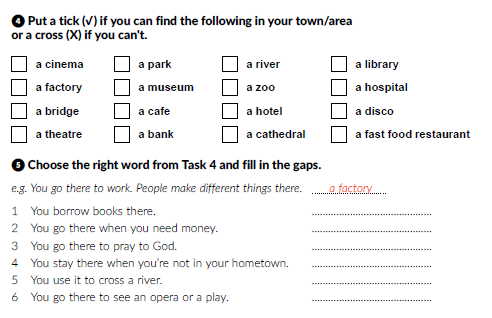 4 Put a tick (√) if you can find the following in your town/area
or a cross (X) if you can't.
a cinema a park a river a library
a factory a museum a zoo a hospital
a bridge a cafe a hotel a disco
a theatre a bank a cathedral a fast food restaurant
5 Choose the right word from Task 4 and fill in the gaps.
e.g. You go there to work. People make different things there. a factory
1 You borrow books there.
2 You go there when you need money.
3 You go there to pray to God.
4 You stay there when you're not in your hometown.
5 You use it to cross a river.
6 You go there to see an opera or a play.